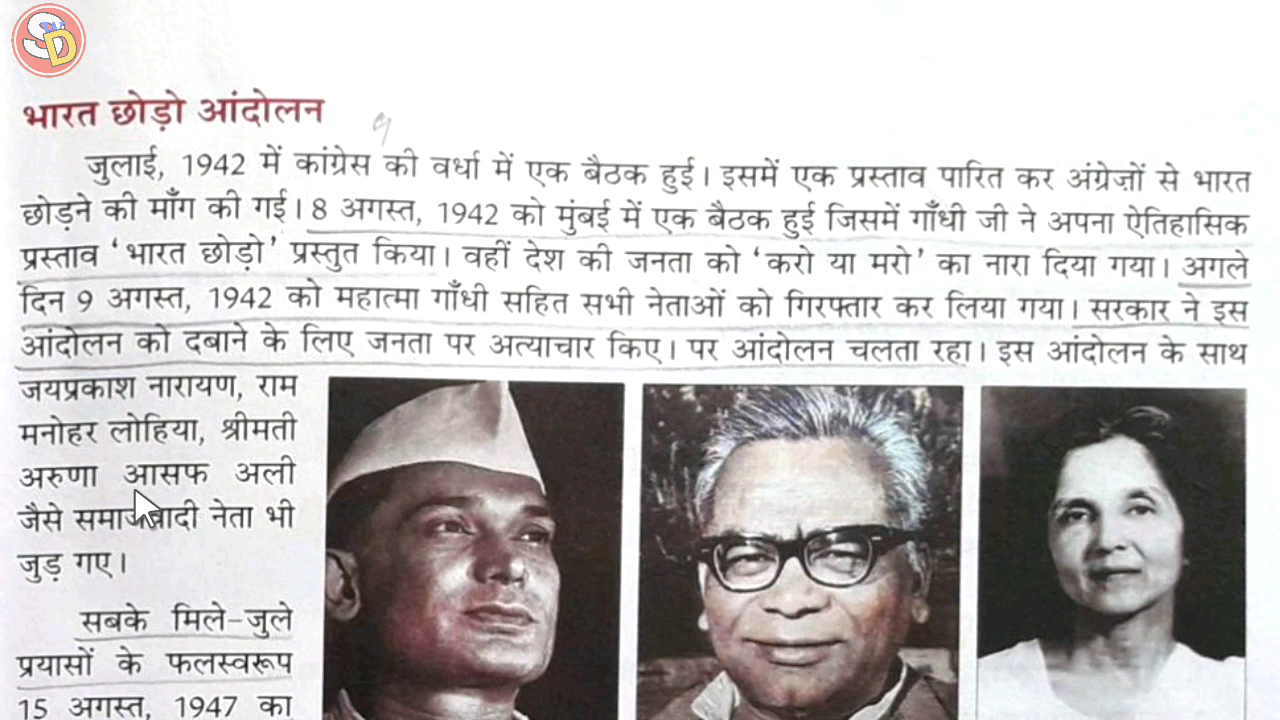 SD
भारत छोड़ो आंदोलन
जुलाई, 1942 में कांग्रेस की वर्धा में एक बैठक हुई। इसमें एक प्रस्ताव पारित कर अंग्रेज़ों से भारत
छोड़ने की माँग की गई। 8 अगस्त, 1942 को मुंबई में एक बैठक हुई जिसमें गाँधी जी ने अपना ऐतिहासिक
प्रस्ताव ‘भारत छोड़ो’ प्रस्तुत किया। वहीं देश की जनता को ‘करो या मरो’ का नारा दिया गया। अगले
दिन 9 अगस्त, 1942 को महात्मा गाँधी सहित सभी नेताओं को गिरफ्तार कर लिया गया। सरकार ने इस
आंदोलन को दबाने के लिए जनता पर अत्याचार किए। पर आंदोलन चलता रहा। इस आंदोलन के साथ
जयप्रकाश नारायण, राम
मनोहर लोहिया, श्रीमती
अरुणा आसफ अली
जैसे समाजवादी नेता भी
जुड़ गए।
सबके मिले-जुले
प्रयासों के फलस्वरूप
15 अगस्त, 1947 का